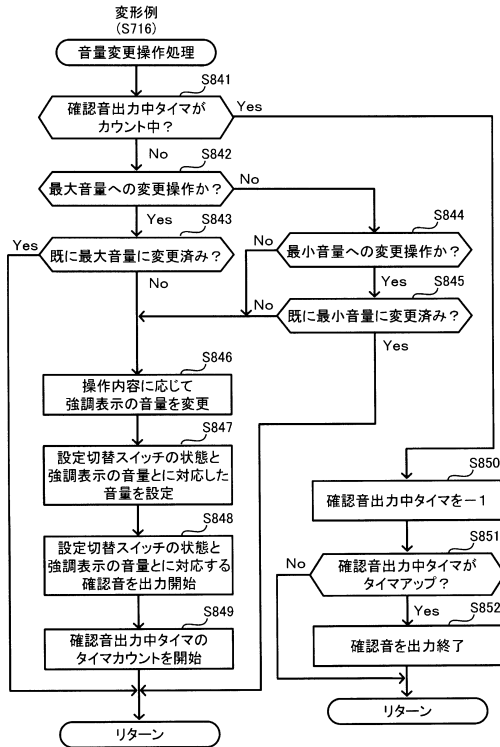 変形例
(S716)
音量変更操作処理
S841
確認音出力中タイマが
カウント中？
Yes
No
S842
最大音量への変更操作か？
No
Yes
S843
既に最大音量に変更済み？
Yes
No
S844
最小音量への変更操作か？
No
Yes
S845
既に最小音量に変更済み？
No
Yes
S846
操作内容に応じて
強調表示の音量を変更
S847
設定切替スイッチの状態と
強調表示の音量とに対応した
音量を設定
S848
設定切替スイッチの状態と
強調表示の音量とに対応する
確認音を出力開始
S849
確認音出力中タイマの
タイマカウントを開始
リターン
S850
確認音出力中タイマを－1
S851
確認音出力中タイマが
タイマアップ？
No
Yes
S852
確認音を出力終了
リターン